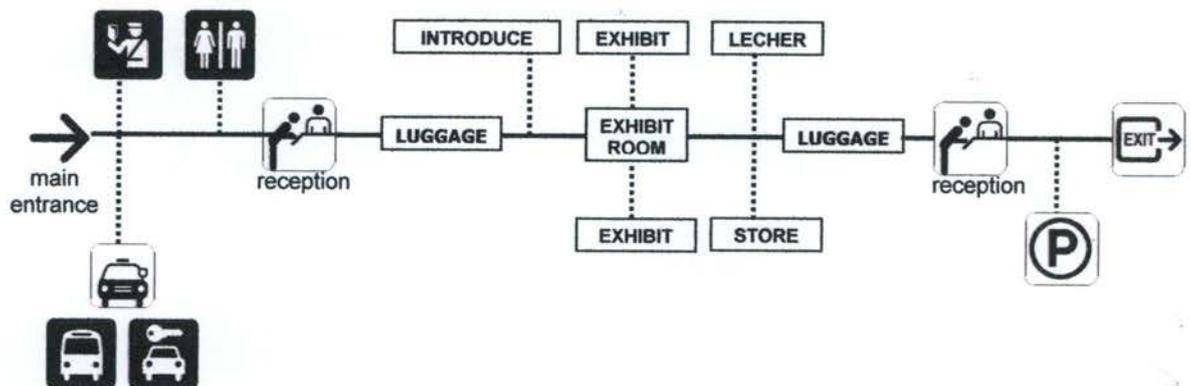 INTRODUCE
EXHIBIT
LECHER
main
entrance
reception
LUGGAGE
EXHIBIT
ROOM
LUGGAGE
reception
EXIT
EXHIBIT
STORE
P